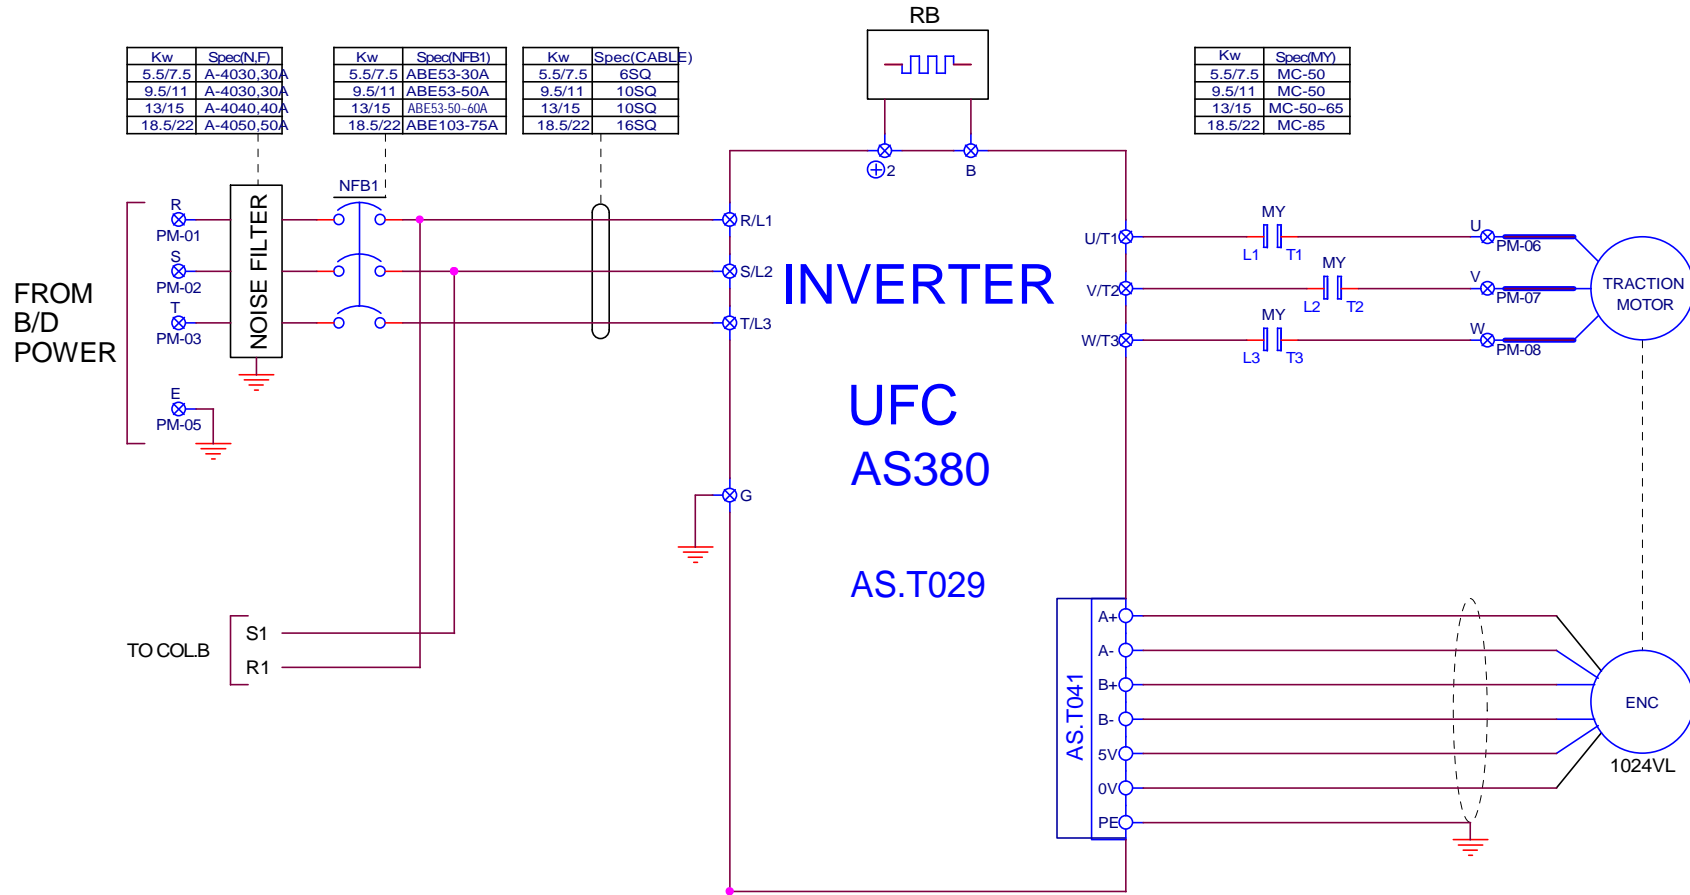 RB
Kw Spec(N,F)
5.5/7.5 A-4030,30A
9.5/11 A-4030,30A
13/15 A-4040,40A
18.5/22 A-4050,50A
Kw Spec(NFB1)
5.5/7.5 ABE53-30A
9.5/11 ABE53-50A
13/15 ABE53-50~60A
18.5/22 ABE103-75A
Kw Spec(CABLE)
5.5/7.5 6SQ
9.5/11 10SQ
13/15 10SQ
18.5/22 16SQ
Kw Spec(MY)
5.5/7.5 MC-50
9.5/11 MC-50
13/15 MC-50~65
18.5/22 MC-85
2
B
FROM
B/D
POWER
R
PM-01
S
PM-02
T
PM-03
E
PM-05
NOISE FILTER
NFB1
R/L1
S/L2
T/L3
G
INVERTER
UFC
AS380
AS.T029
U/T1
V/T2
W/T3
MY
L1 T1
MY
L2 T2
MY
L3 T3
U
PM-06
V
PM-07
W
PM-08
TRACTION
MOTOR
TO COL.B
S1
R1
AS.T041
A+
A-
B+
B-
5V
0V
PE
ENC
1024VL